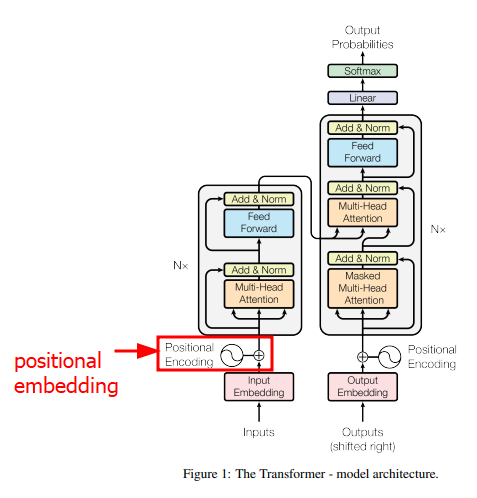 Output
Probabilities
Softmax
Linear
Add & Norm
Feed
Forward
Add & Norm
Multi-Head
Attention
Add & Norm
Masked
Multi-Head
Attention
N×
Add & Norm
Feed
Forward
Add & Norm
Multi-Head
Attention
N×
Positional
Encoding
positional
embedding
Positional
Encoding
Input
Embedding
Output
Embedding
Inputs
Outputs
(shifted right)
Figure 1: The Transformer - model architecture.